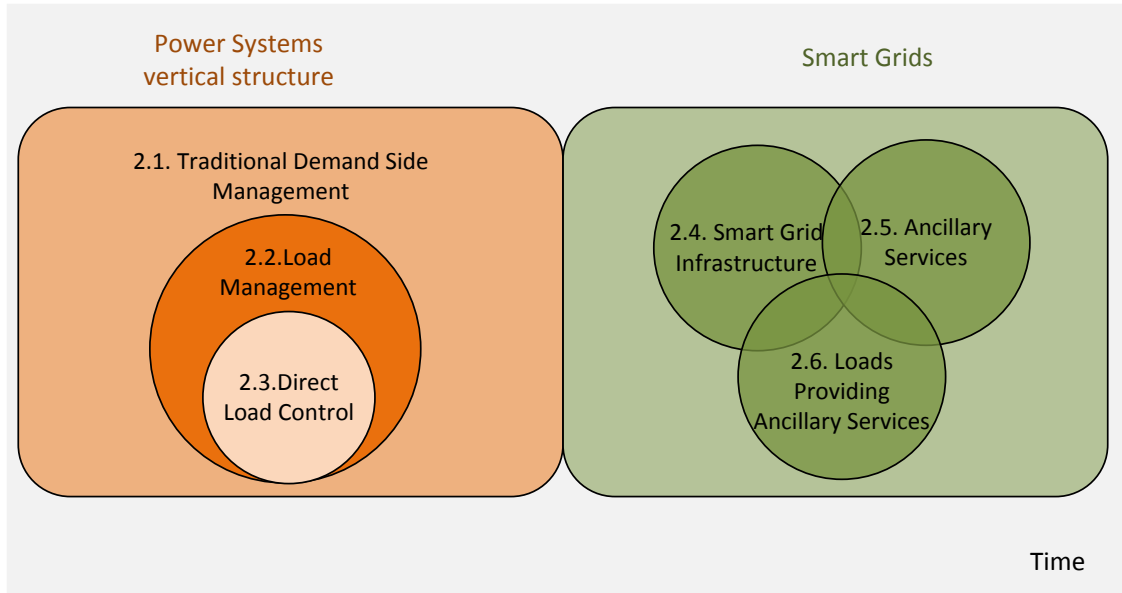 Power Systems
vertical structure
Smart Grids
2.1. Traditional Demand Side
Management
2.2.Load
Management
2.3.Direct
Load Control
2.4. Smart Grid
Infrastructure
2.5. Ancillary
Services
2.6. Loads
Providing
Ancillary Services
Time